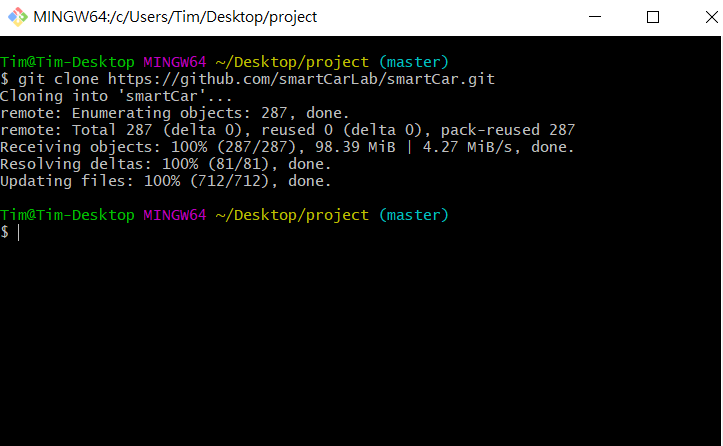 MINGW64:/c/Users/Tim/Desktop/project
Tim@Tim-Desktop MINGW64 ~/Desktop/project (master)
$ git clone https://github.com/smartCarLab/smartCar.git
Cloning into 'smartCar'...
remote: Enumerating objects: 287, done.
remote: Total 287 (delta 0), reused 0 (delta 0), pack-reused 287
Receiving objects: 100% (287/287), 98.39 MiB | 4.27 MiB/s, done.
Resolving deltas: 100% (81/81), done.
Updating files: 100% (712/712), done.
Tim@Tim-Desktop MINGW64 ~/Desktop/project (master)
$